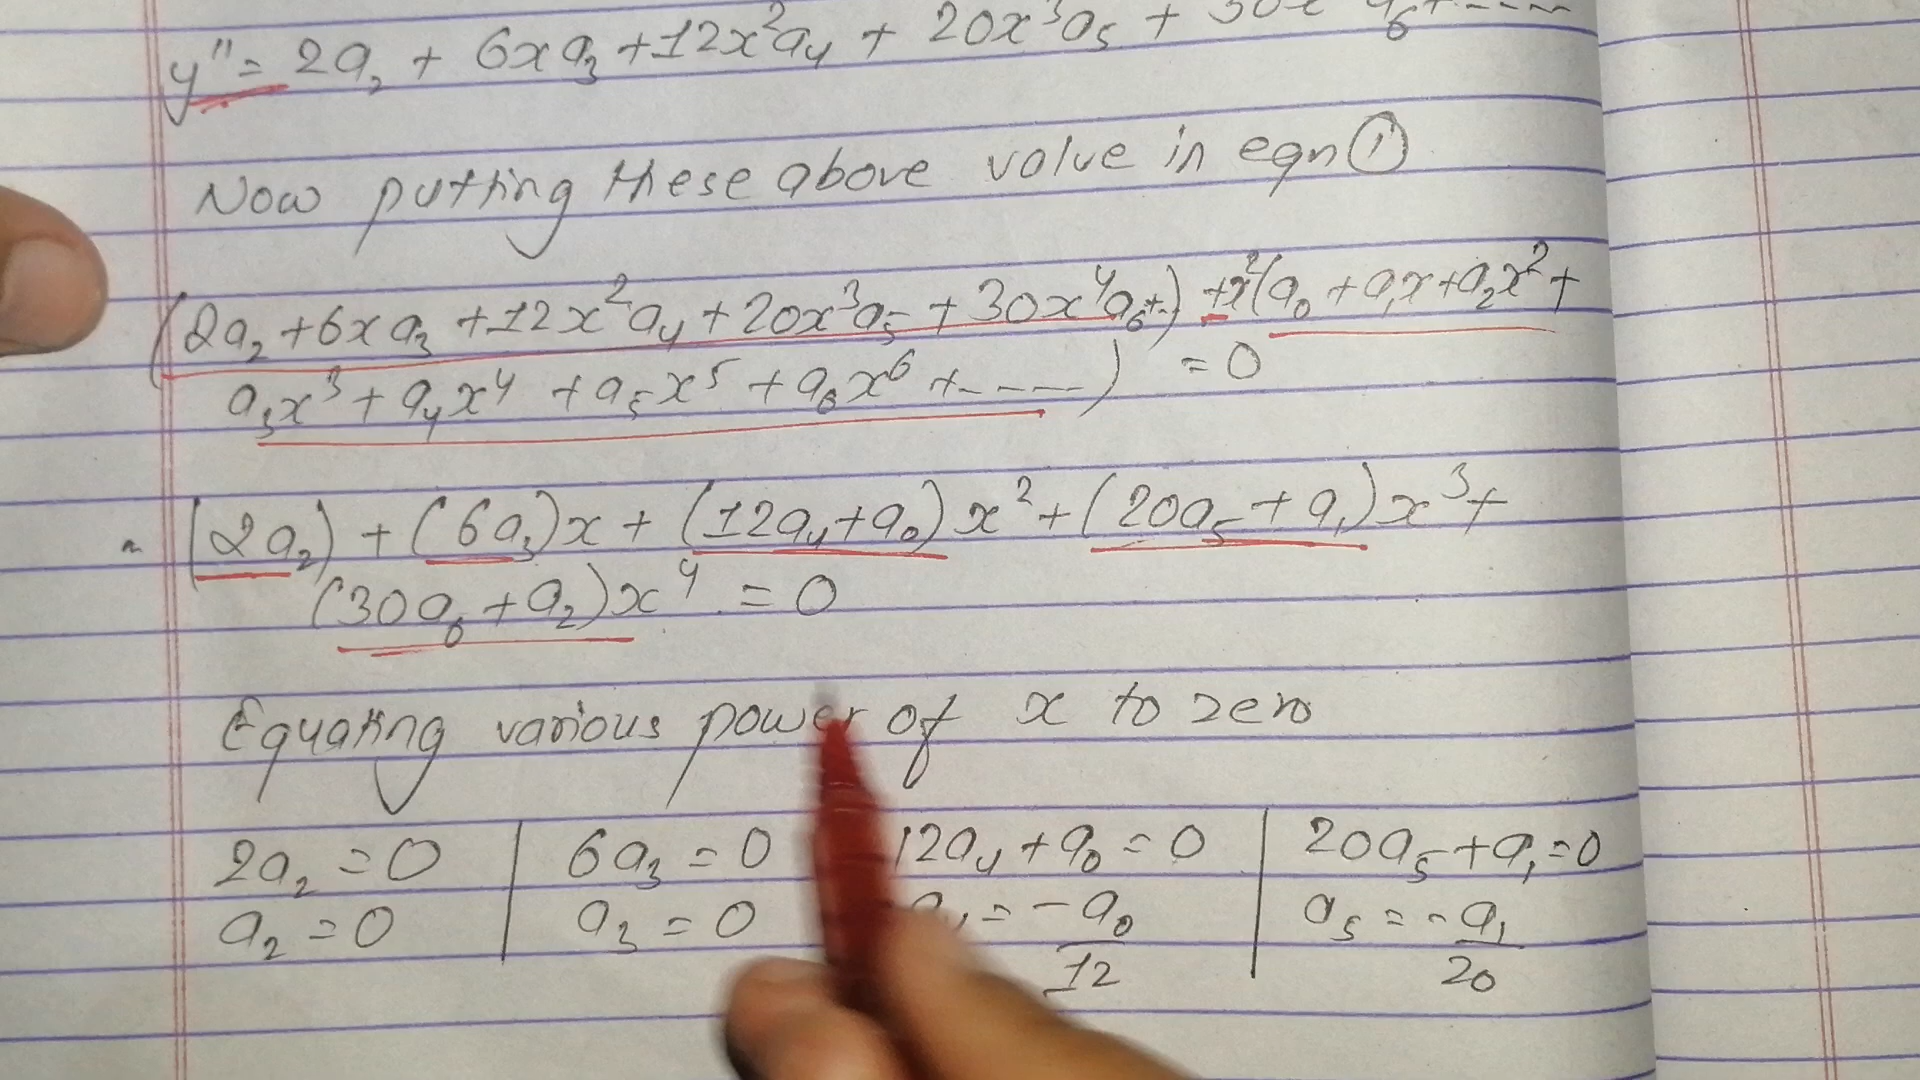 y'' = 2a₂ + 6xa₃ + 12x²a₄ + 20x³a₅ + 30x a₆ + ----
Now putting these above value in eqn ①
(2a₂ + 6xa₃ + 12x²a₄ + 20x³a₅ + 30x⁴a₆ + --) + x²(a₀ + a₁x + a₂x² +
a₃x³ + a₄x⁴ + a₅x⁵ + a₆x⁶ + ----) = 0
(2a₂) + (6a₃)x + (12a₄ + a₀)x² + (20a₅ + a₁)x³ +
(30a₆ + a₂)x⁴ = 0
Equating various power of x to zero
2a₂ = 0 | 6a₃ = 0 12a₄ + a₀ = 0 | 20a₅ + a₁ = 0
a₂ = 0 | a₃ = 0 = -a₀/12 | a₅ = -a₁/20